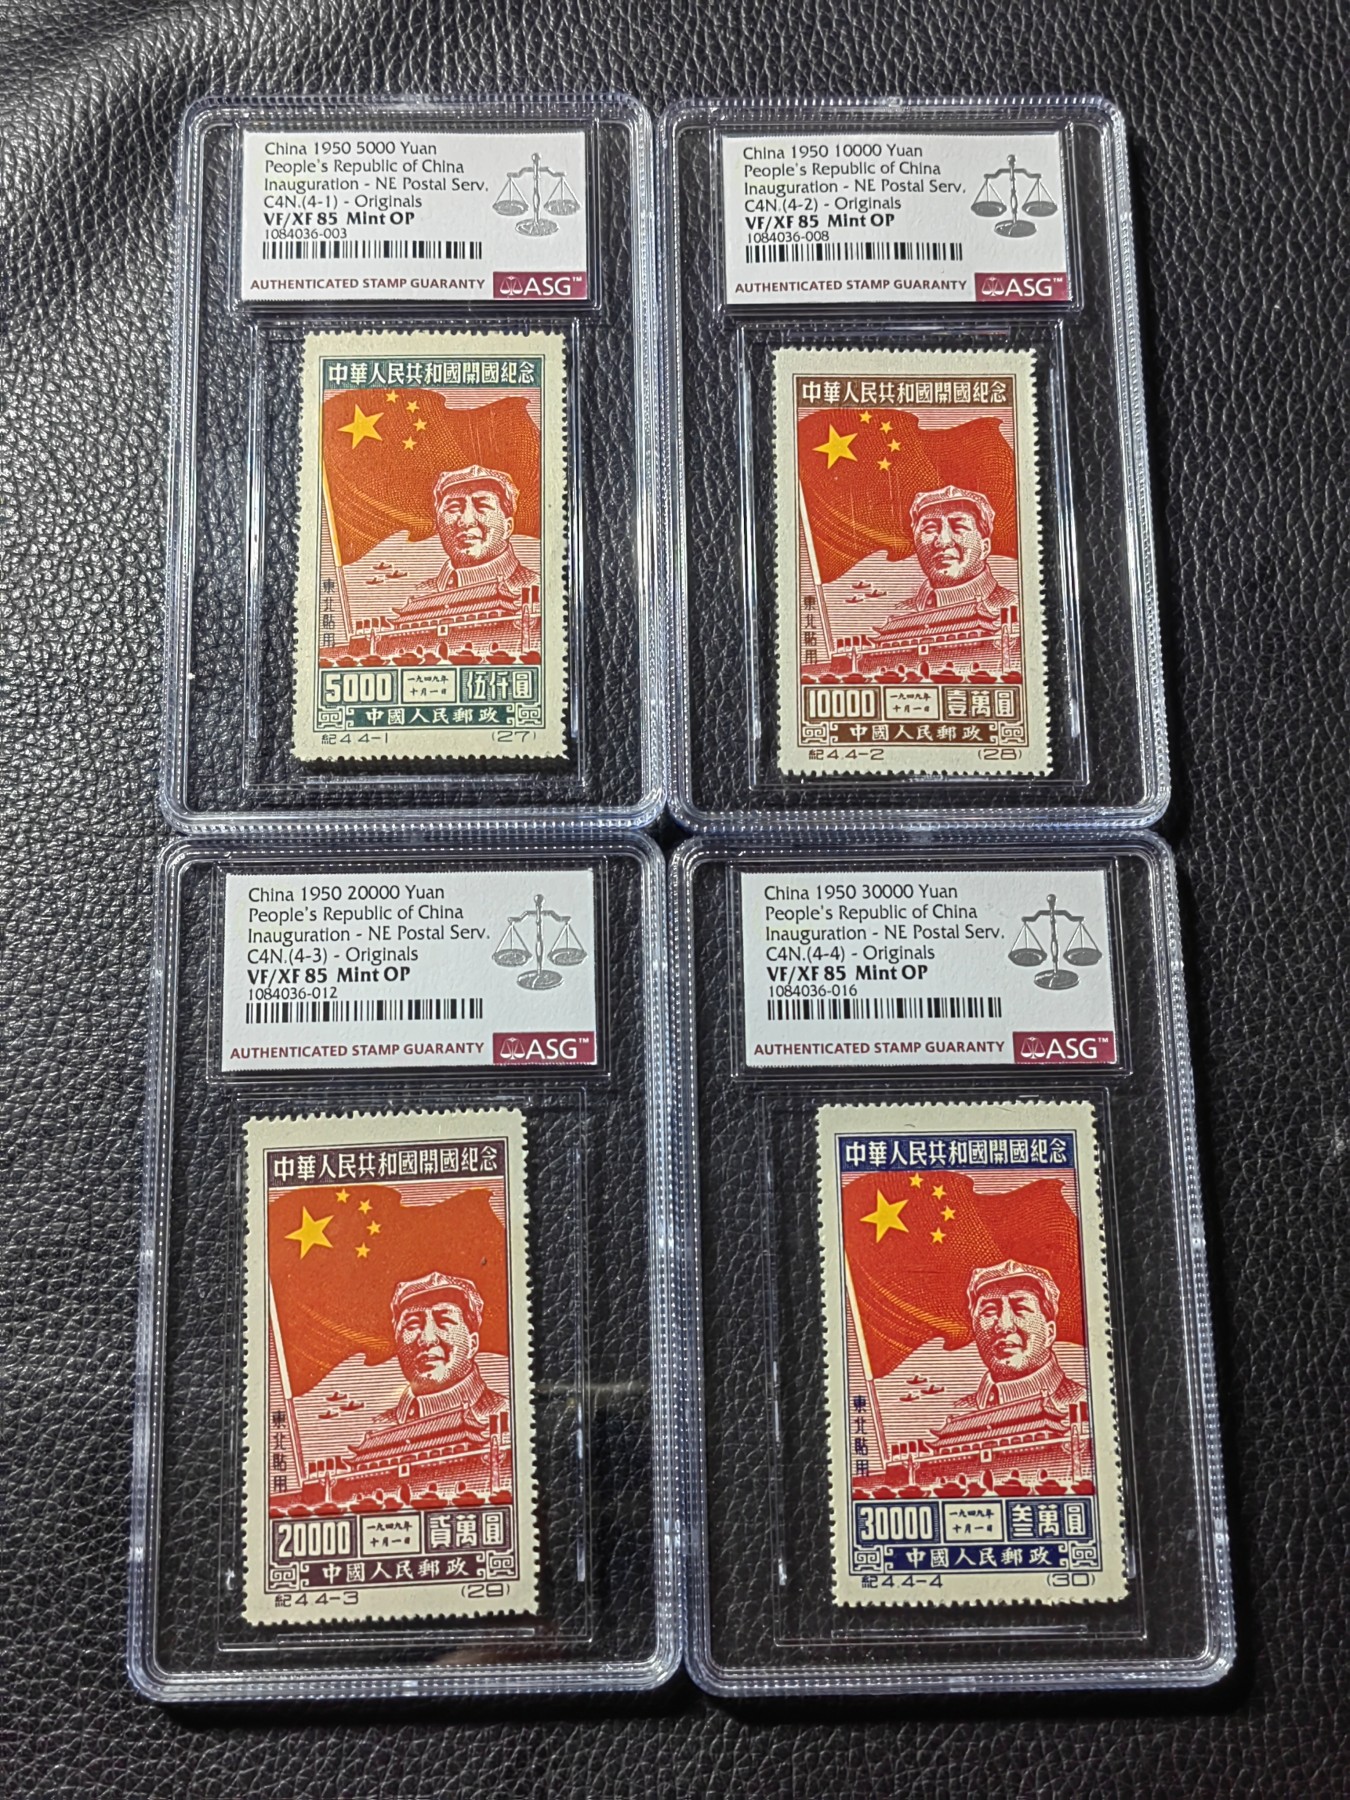 China 1950 5000 Yuan
People's Republic of China
Inauguration - NE Postal Serv.
C4N.(4-1) - Originals
VF/XF 85 Mint OP
1084036-003
AUTHENTICATED STAMP GUARANTY ASG™
中華人民共和國開國紀念
東北貼用
5000 一九四九年十月一日 伍仟圓
中國人民郵政
紀4.4-1 (27)
China 1950 10000 Yuan
People's Republic of China
Inauguration - NE Postal Serv.
C4N.(4-2) - Originals
VF/XF 85 Mint OP
1084036-008
AUTHENTICATED STAMP GUARANTY ASG™
中華人民共和國開國紀念
東北貼用
10000 一九四九年十月一日 壹萬圓
中國人民郵政
紀4.4-2 (28)
China 1950 20000 Yuan
People's Republic of China
Inauguration - NE Postal Serv.
C4N.(4-3) - Originals
VF/XF 85 Mint OP
1084036-012
AUTHENTICATED STAMP GUARANTY ASG™
中華人民共和國開國紀念
東北貼用
20000 一九四九年十月一日 貳萬圓
中國人民郵政
紀4.4-3 (29)
China 1950 30000 Yuan
People's Republic of China
Inauguration - NE Postal Serv.
C4N.(4-4) - Originals
VF/XF 85 Mint OP
1084036-016
AUTHENTICATED STAMP GUARANTY ASG™
中華人民共和國開國紀念
東北貼用
30000 一九四九年十月一日 叁萬圓
中國人民郵政
紀4.4-4 (30)